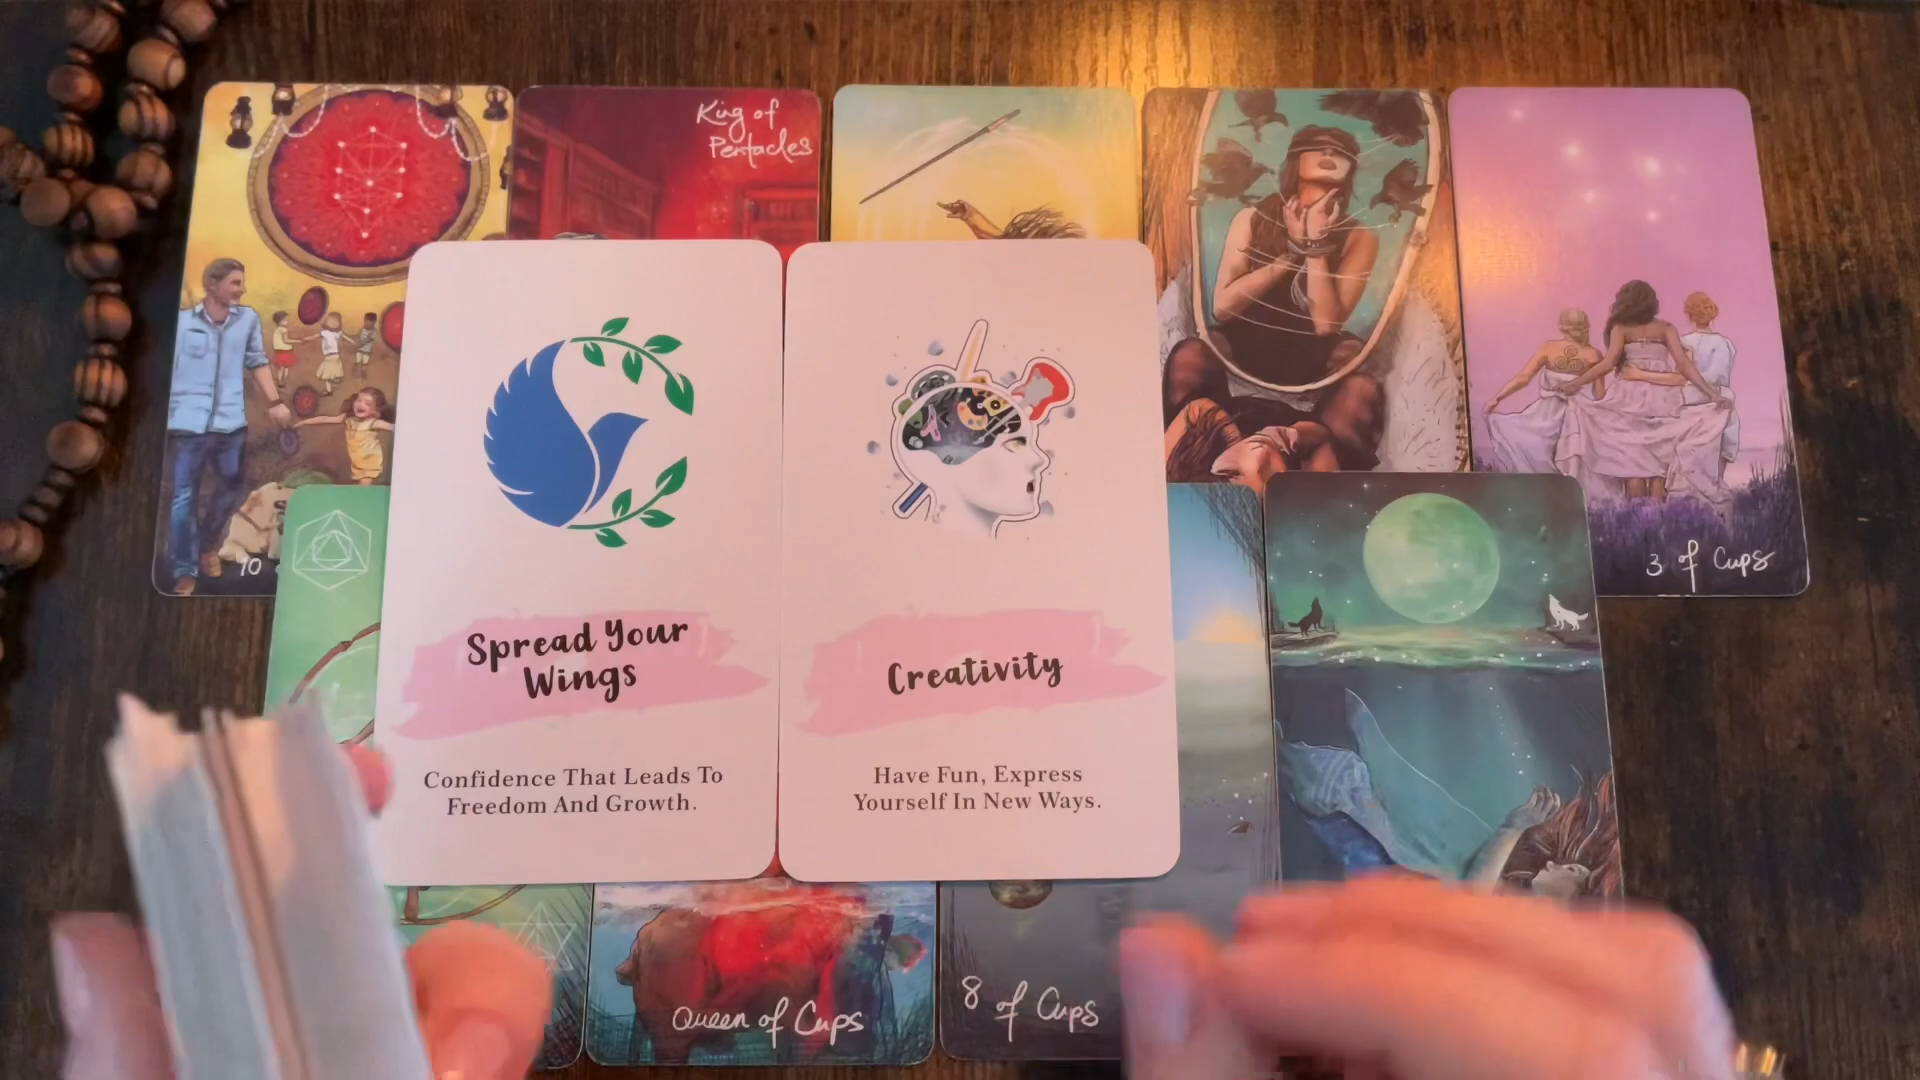 King of
Pentacles
10
3 of Cups
Spread Your
Wings
Confidence That Leads To
Freedom And Growth.
Creativity
Have Fun, Express
Yourself In New Ways.
Queen of Cups
8 of Cups